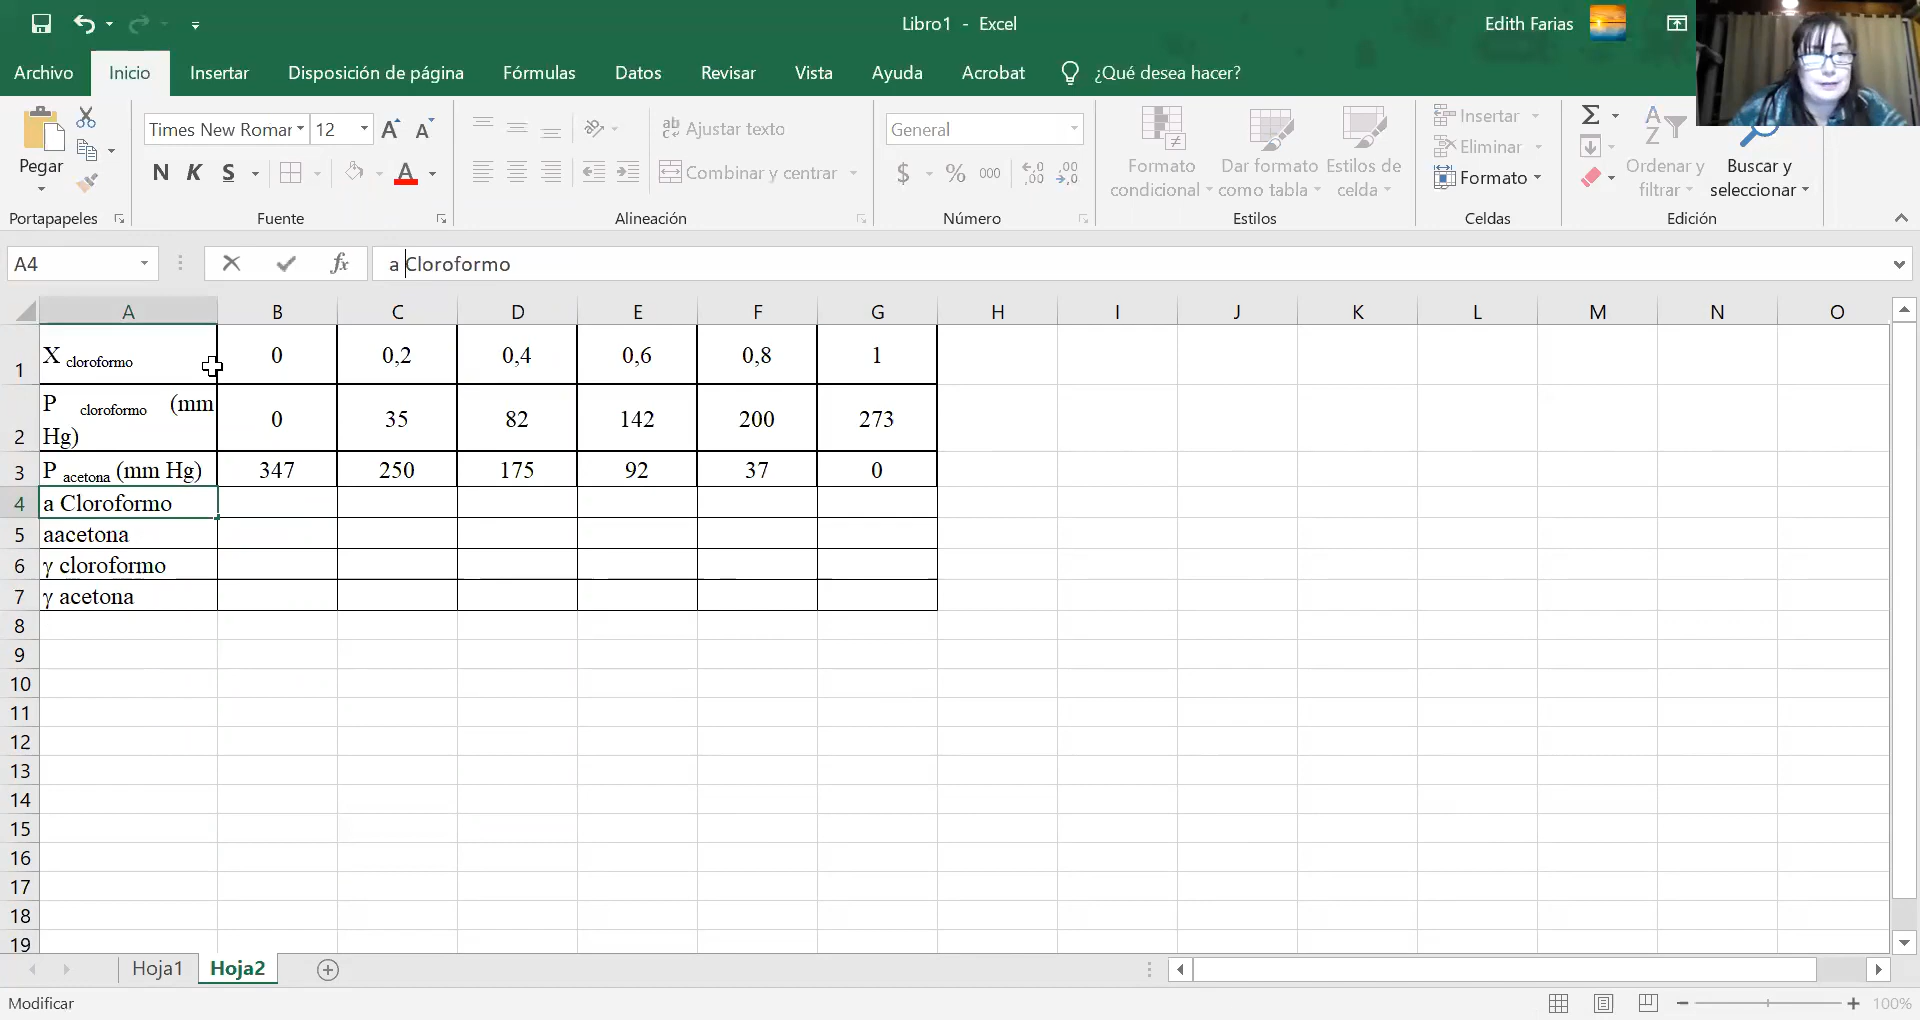 Libro1 - Excel
Edith Farias
Archivo Inicio Insertar Disposición de página Fórmulas Datos Revisar Vista Ayuda Acrobat ¿Qué desea hacer?
Pegar
Portapapeles
Times New Romar 12
N K S
Fuente
Ajustar texto
Combinar y centrar
Alineación
General
$ % 000
Número
Formato condicional
Dar formato como tabla
Estilos de celda
Estilos
Insertar
Eliminar
Formato
Celdas
Ordenar y filtrar
Buscar y seleccionar
Edición
A4 fx a Cloroformo
A B C D E F G H I J K L M N O
1 X cloroformo 0 0,2 0,4 0,6 0,8 1
2 P cloroformo (mm Hg) 0 35 82 142 200 273
3 P acetona (mm Hg) 347 250 175 92 37 0
4 a Cloroformo
5 aacetona
6 γ cloroformo
7 γ acetona
8
9
10
11
12
13
14
15
16
17
18
19
Hoja1 Hoja2
Modificar
100%